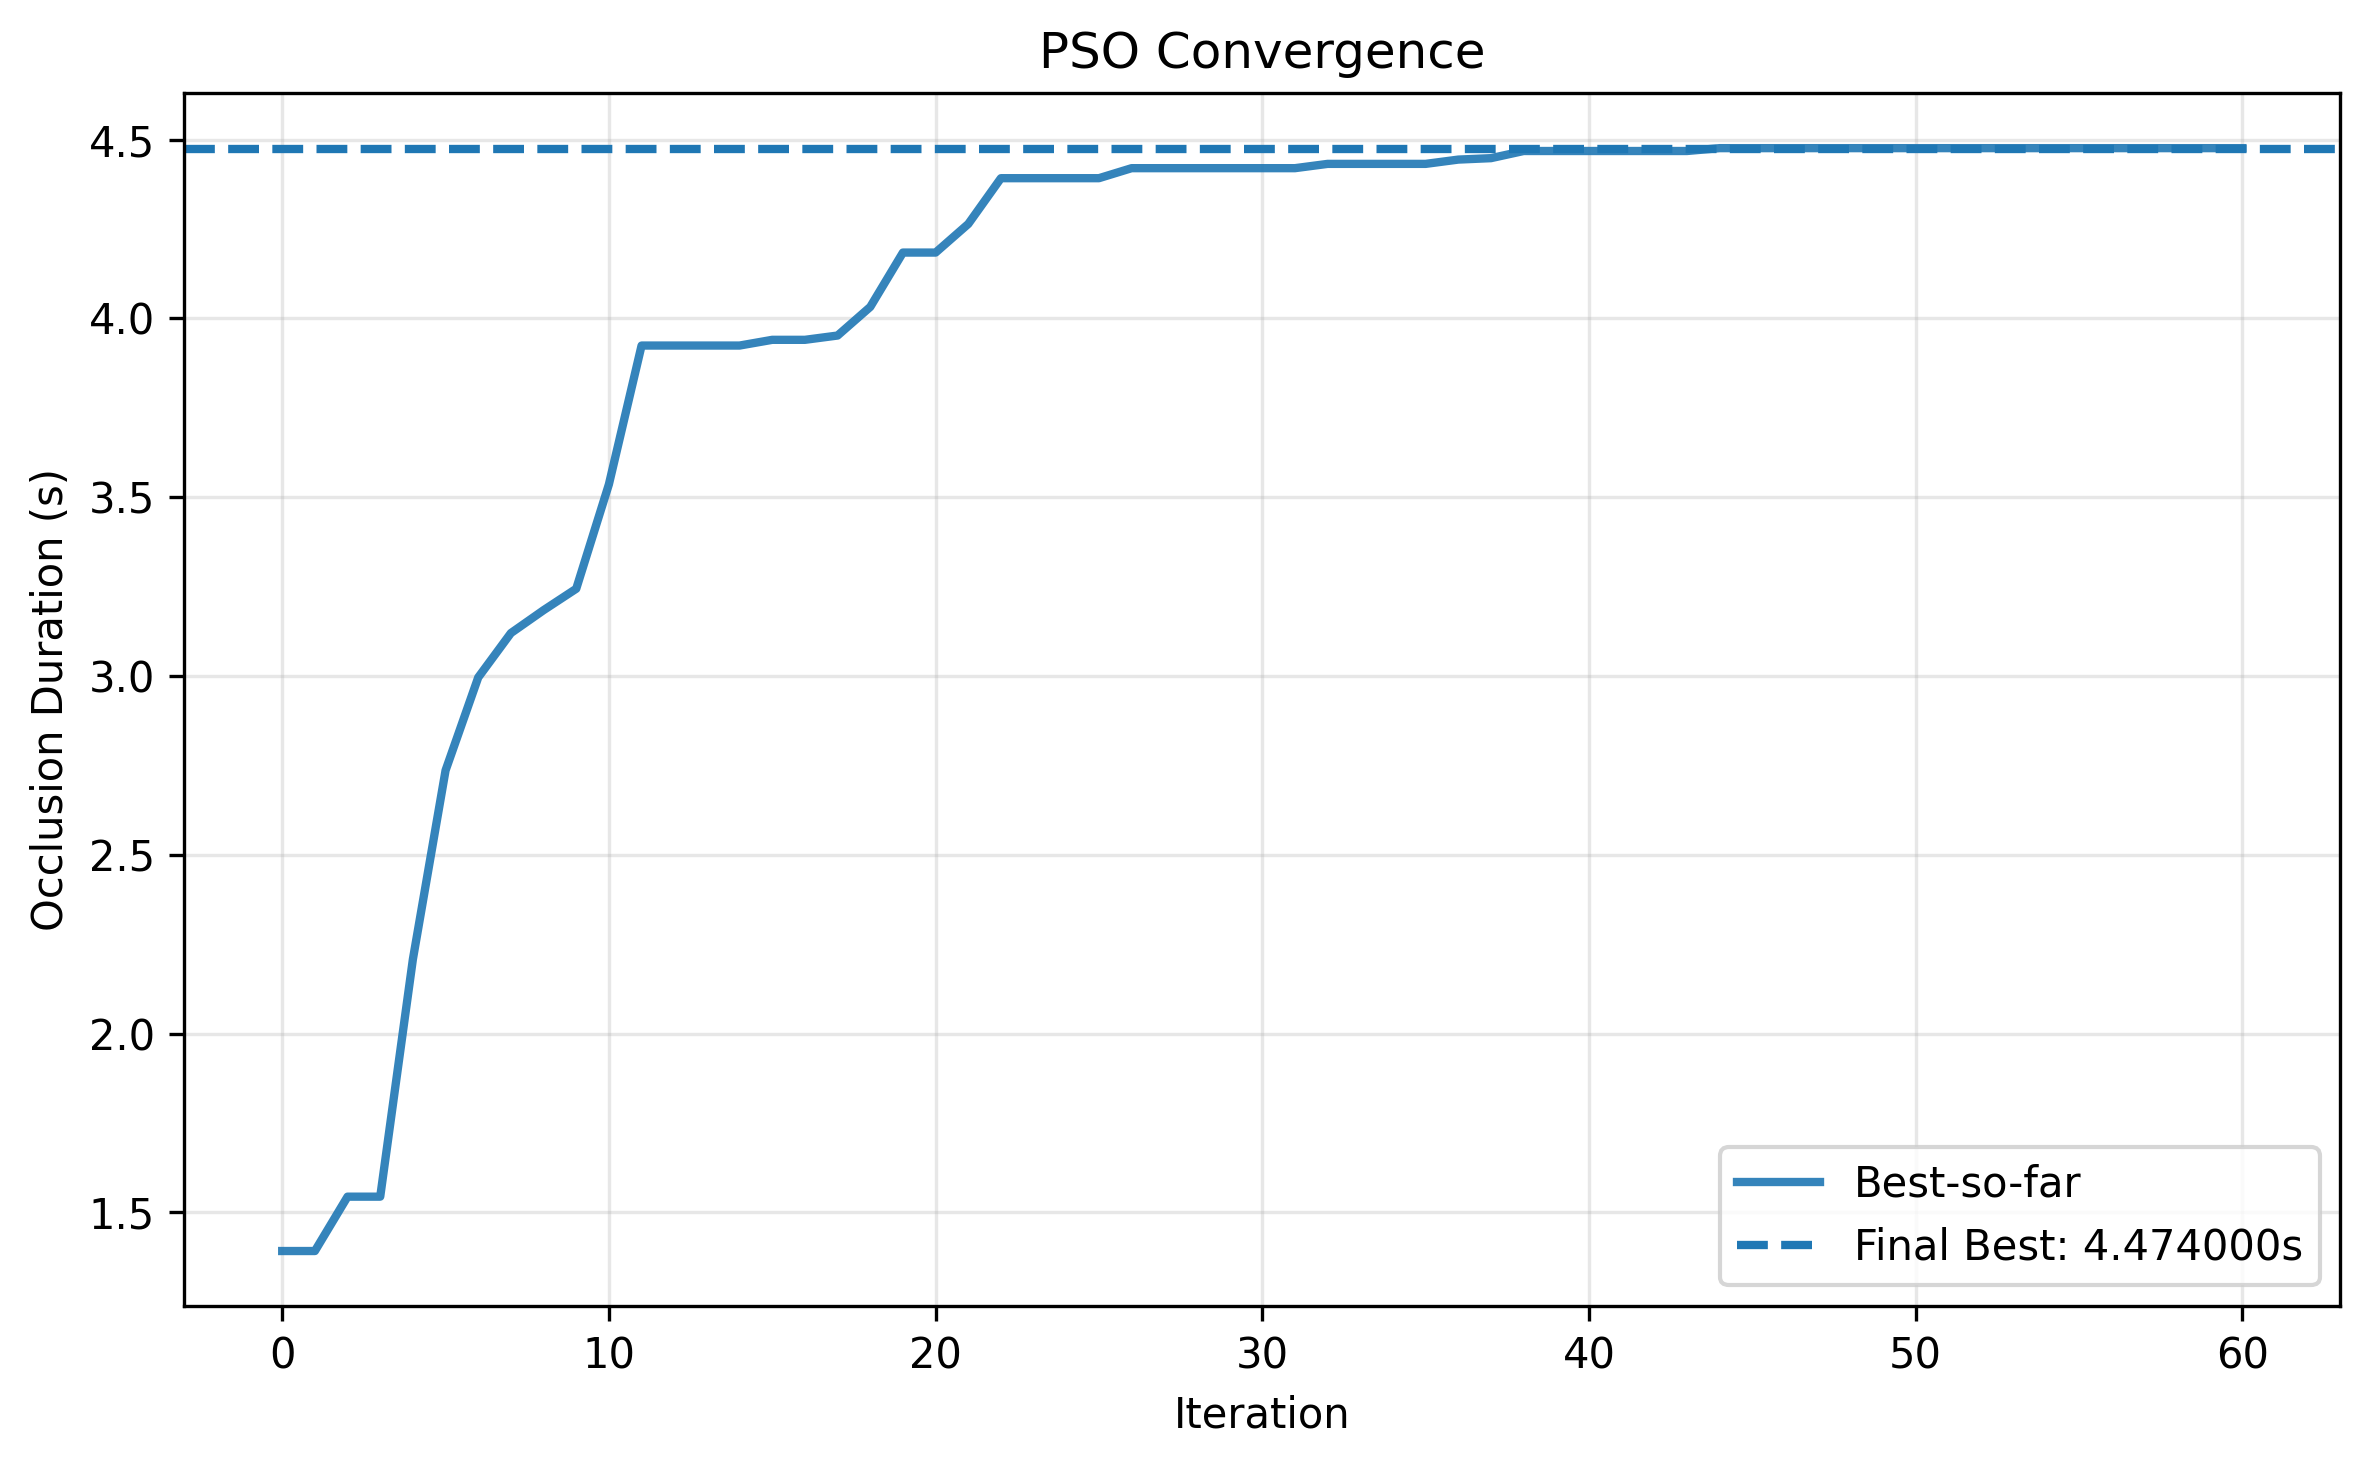 PSO Convergence
Occlusion Duration (s)
4.5
4.0
3.5
3.0
2.5
2.0
1.5
Best-so-far
Final Best: 4.474000s
0 10 20 30 40 50 60
Iteration